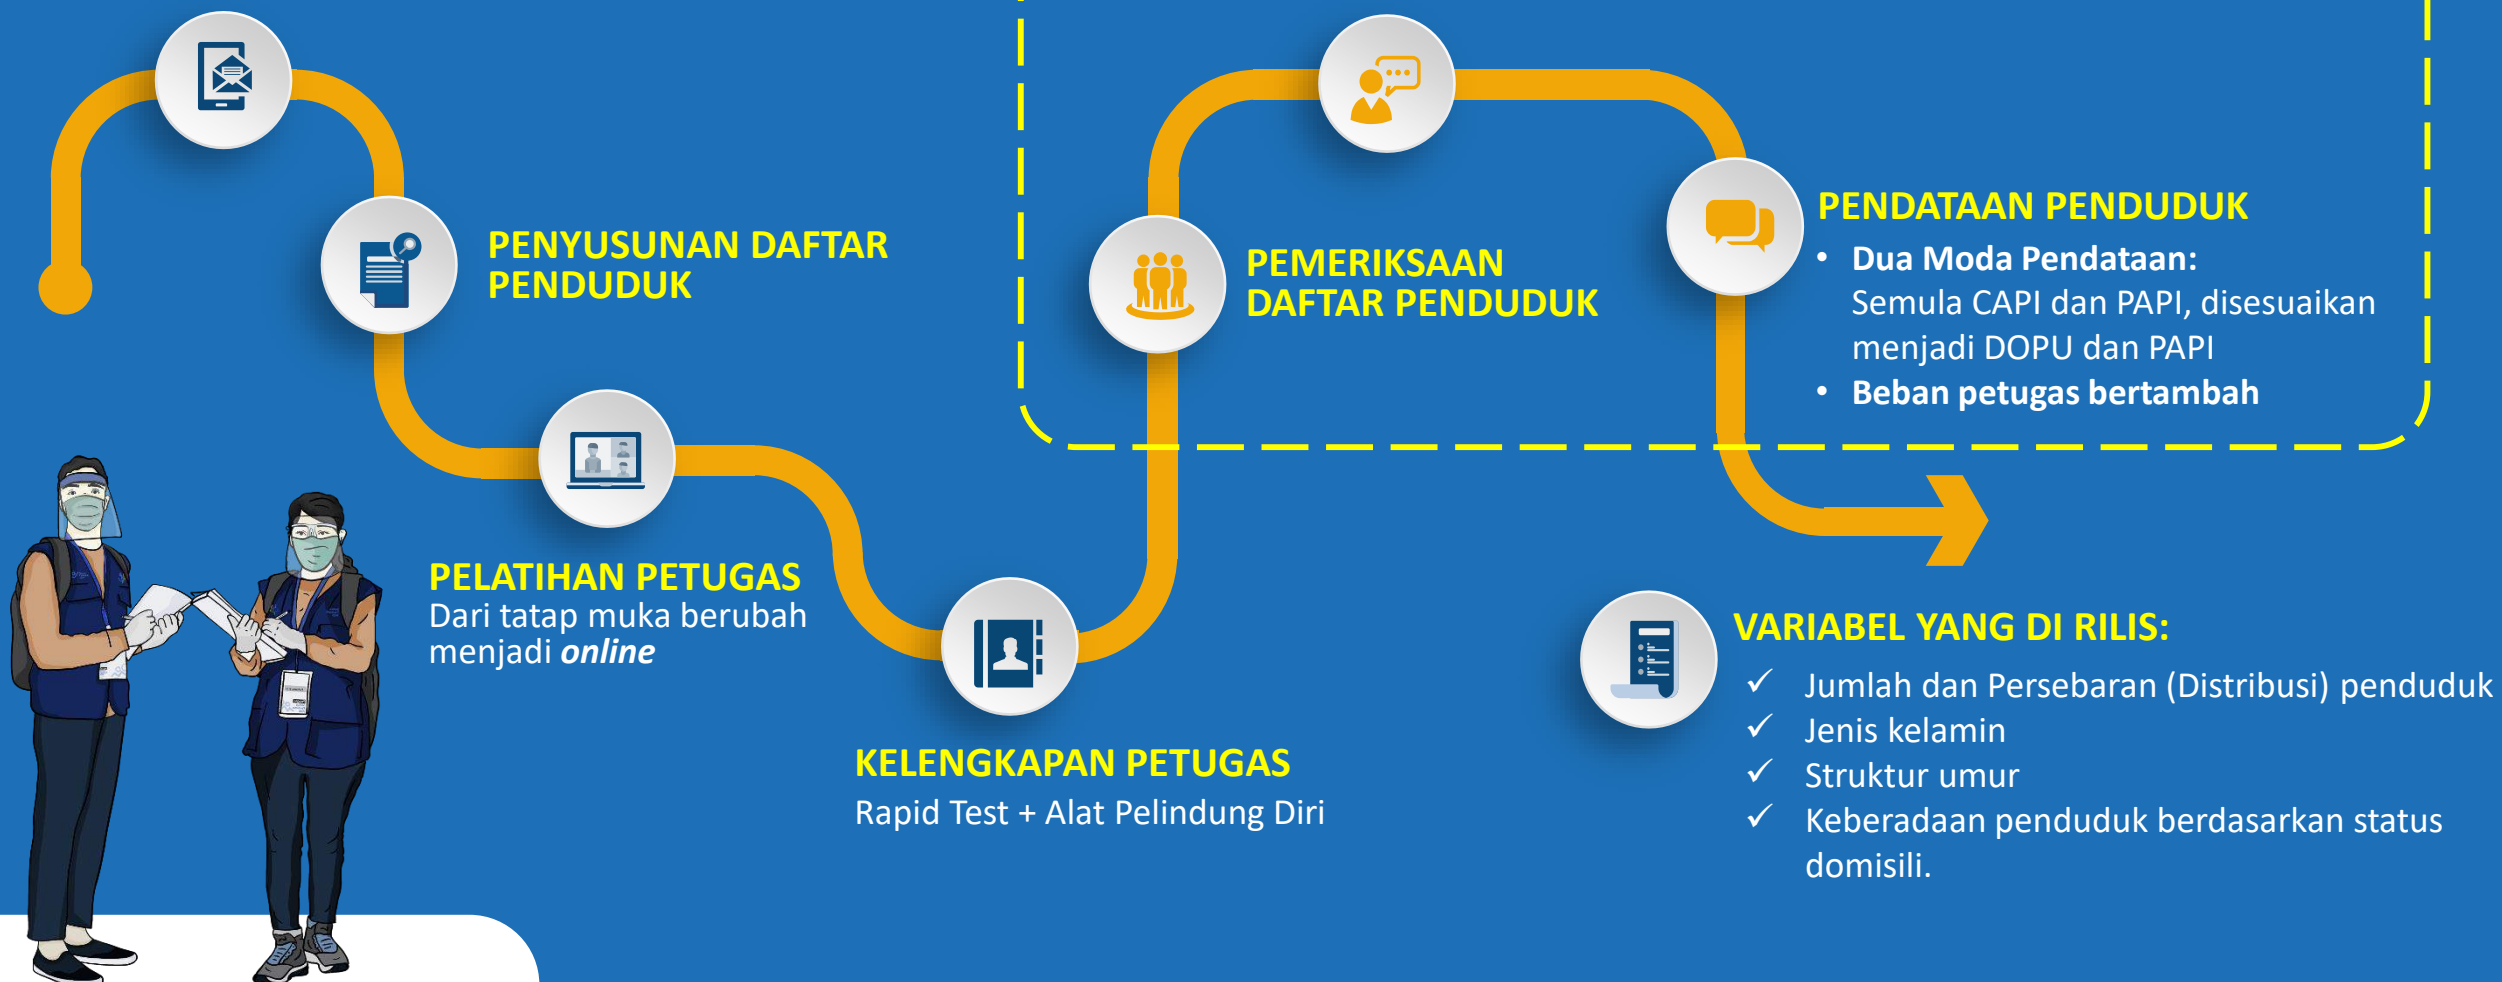 PENYUSUNAN DAFTAR
PENDUDUK
PELATIHAN PETUGAS
Dari tatap muka berubah
menjadi online
KELENGKAPAN PETUGAS
Rapid Test + Alat Pelindung Diri
PEMERIKSAAN
DAFTAR PENDUDUK
PENDATAAN PENDUDUK
• Dua Moda Pendataan:
Semula CAPI dan PAPI, disesuaikan
menjadi DOPU dan PAPI
• Beban petugas bertambah
VARIABEL YANG DI RILIS:
✓ Jumlah dan Persebaran (Distribusi) penduduk
✓ Jenis kelamin
✓ Struktur umur
✓ Keberadaan penduduk berdasarkan status
domisili.